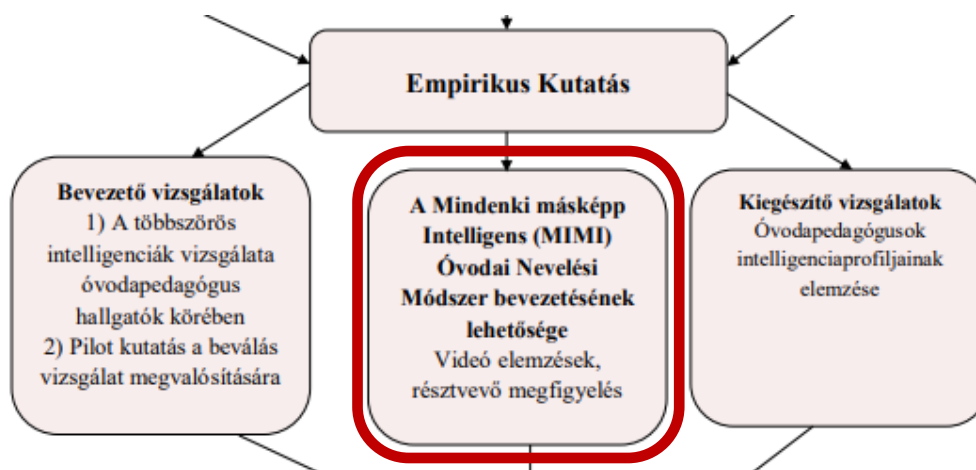 Empirikus Kutatás
Bevezető vizsgálatok
1) A többszörös
intelligenciák vizsgálata
óvodapedagógus
hallgatók körében
2) Pilot kutatás a beválás
vizsgálat megvalósítására
A Mindenki másképp
Intelligens (MIMI)
Óvodai Nevelési
Módszer bevezetésének
lehetősége
Videó elemzések,
résztvevő megfigyelés
Kiegészítő vizsgálatok
Óvodapedagógusok
intelligenciaprofiljainak
elemzése